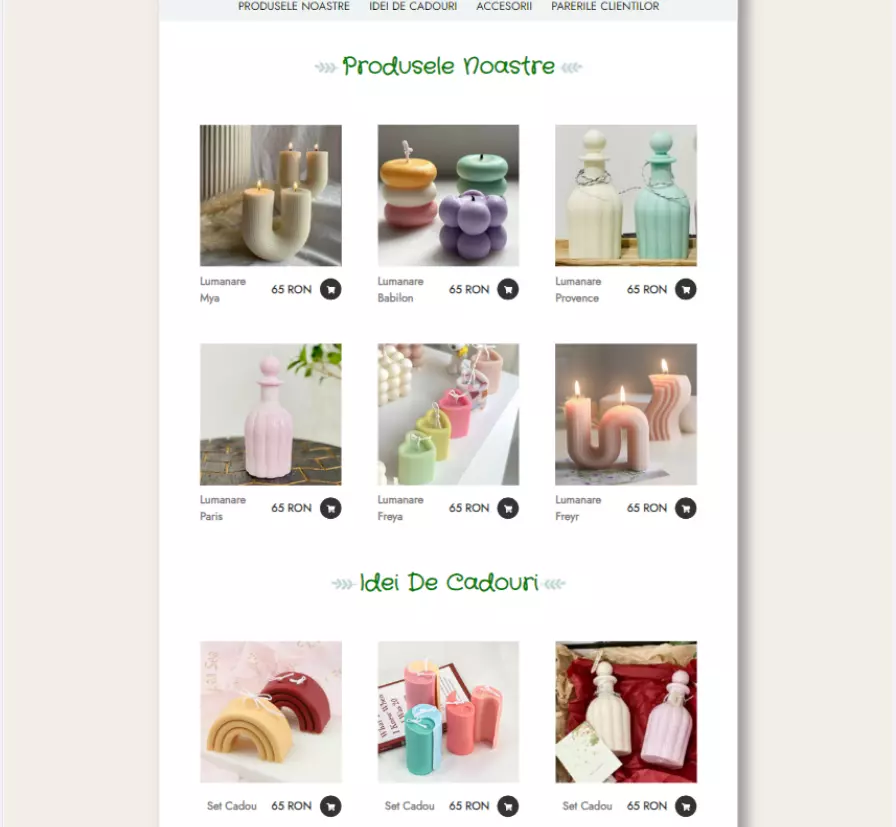 PRODUSELE NOASTRE IDEI DE CADOURI ACCESORII PARERILE CLIENTILOR
Produsele Noastre
Lumanare Mya 65 RON
Lumanare Babilon 65 RON
Lumanare Provence 65 RON
Lumanare Paris 65 RON
Lumanare Freya 65 RON
Lumanare Freyr 65 RON
Idei De Cadouri
Set Cadou 65 RON
Set Cadou 65 RON
Set Cadou 65 RON